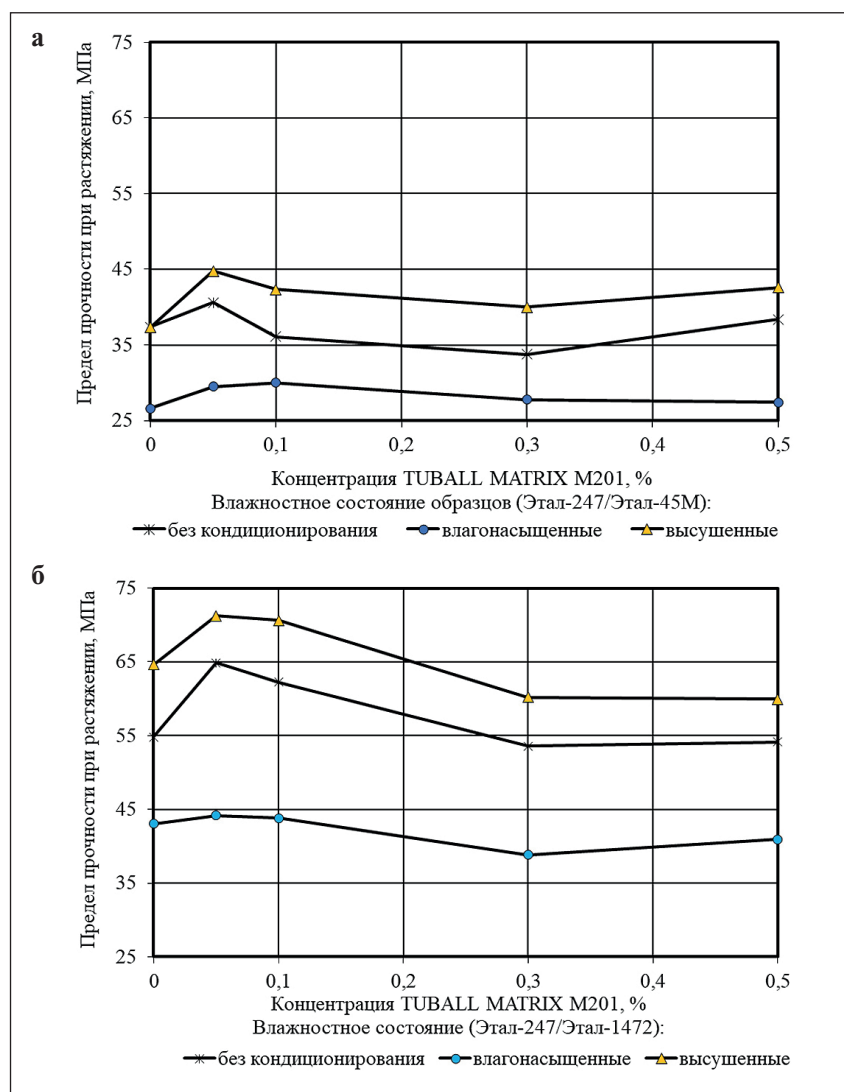 а
Предел прочности при растяжении, МПа
75
65
55
45
35
25
0 0,1 0,2 0,3 0,4 0,5
Концентрация TUBALL MATRIX M201, %
Влажностное состояние образцов (Этал-247/Этал-45М):
без кондиционирования влагонасыщенные высушенные
б
Предел прочности при растяжении, МПа
75
65
55
45
35
25
0 0,1 0,2 0,3 0,4 0,5
Концентрация TUBALL MATRIX M201, %
Влажностное состояние (Этал-247/Этал-1472):
без кондиционирования влагонасыщенные высушенные